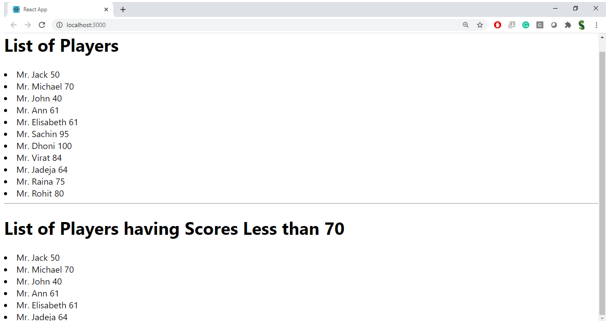 React App
localhost:3000
List of Players
Mr. Jack 50
Mr. Michael 70
Mr. John 40
Mr. Ann 61
Mr. Elisabeth 61
Mr. Sachin 95
Mr. Dhoni 100
Mr. Virat 84
Mr. Jadeja 64
Mr. Raina 75
Mr. Rohit 80
List of Players having Scores Less than 70
Mr. Jack 50
Mr. Michael 70
Mr. John 40
Mr. Ann 61
Mr. Elisabeth 61
Mr. Jadeja 64